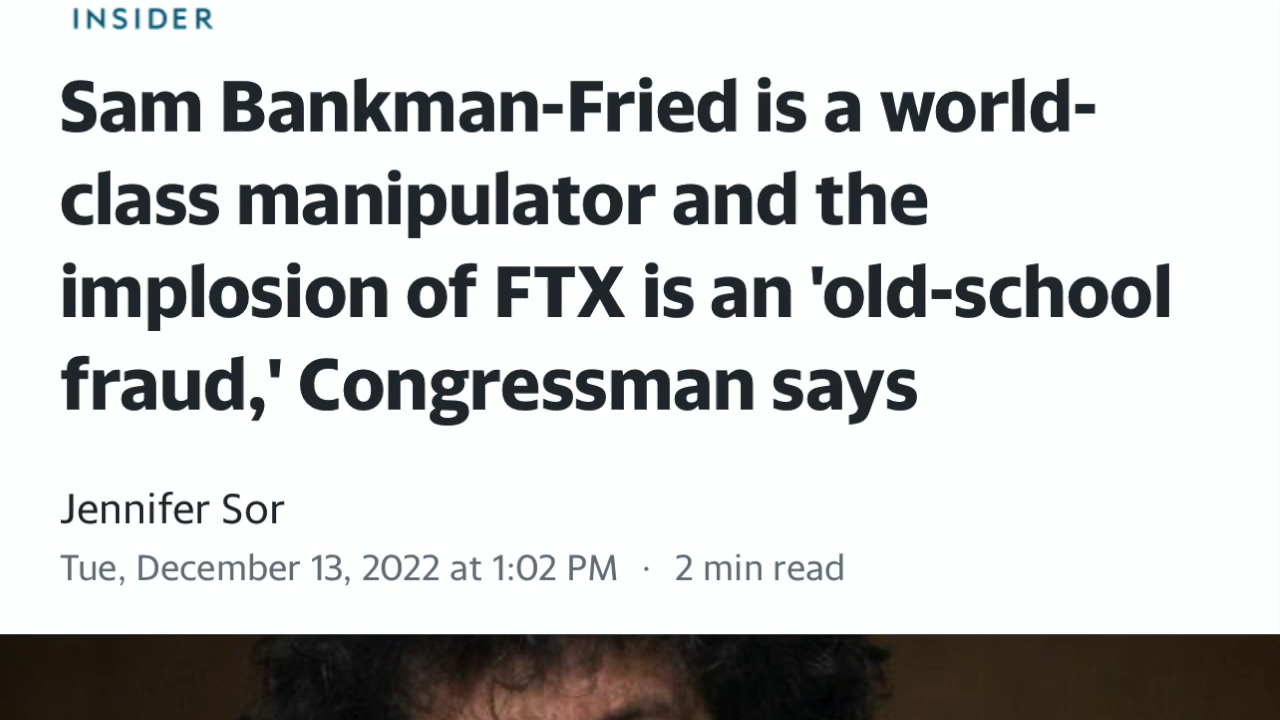 INSIDER
Sam Bankman-Fried is a world-
class manipulator and the
implosion of FTX is an 'old-school
fraud,' Congressman says
Jennifer Sor
Tue, December 13, 2022 at 1:02 PM · 2 min read